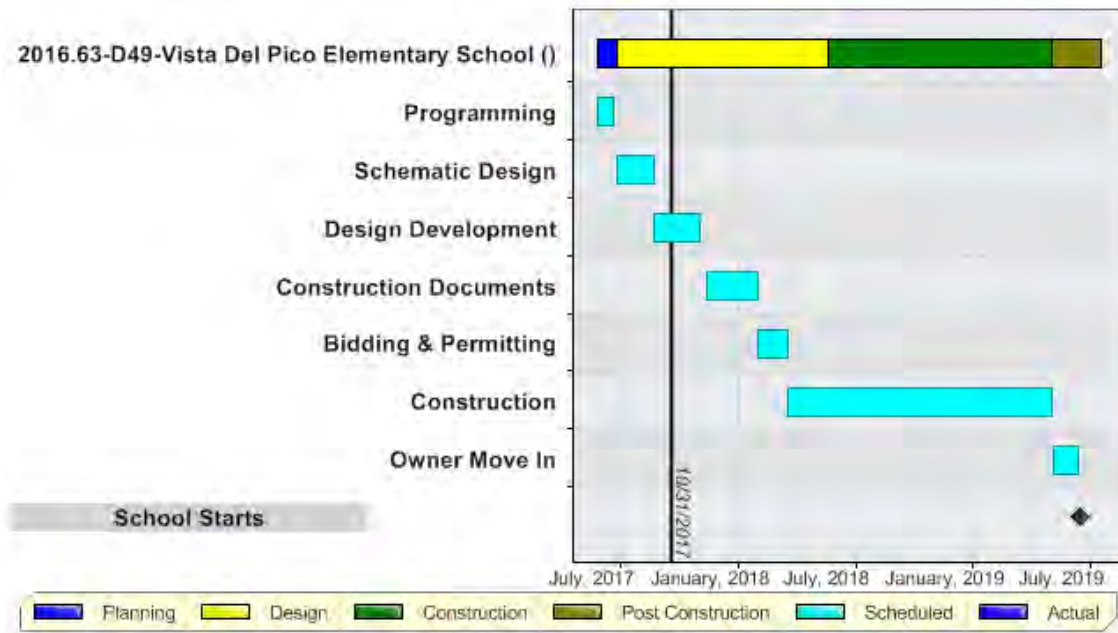 2016.63-D49-Vista Del Pico Elementary School ()
Programming
Schematic Design
Design Development
Construction Documents
Bidding & Permitting
Construction
Owner Move In
School Starts
10/31/2017
July, 2017 January, 2018 July, 2018 January, 2019 July, 2019
Planning Design Construction Post Construction Scheduled Actual